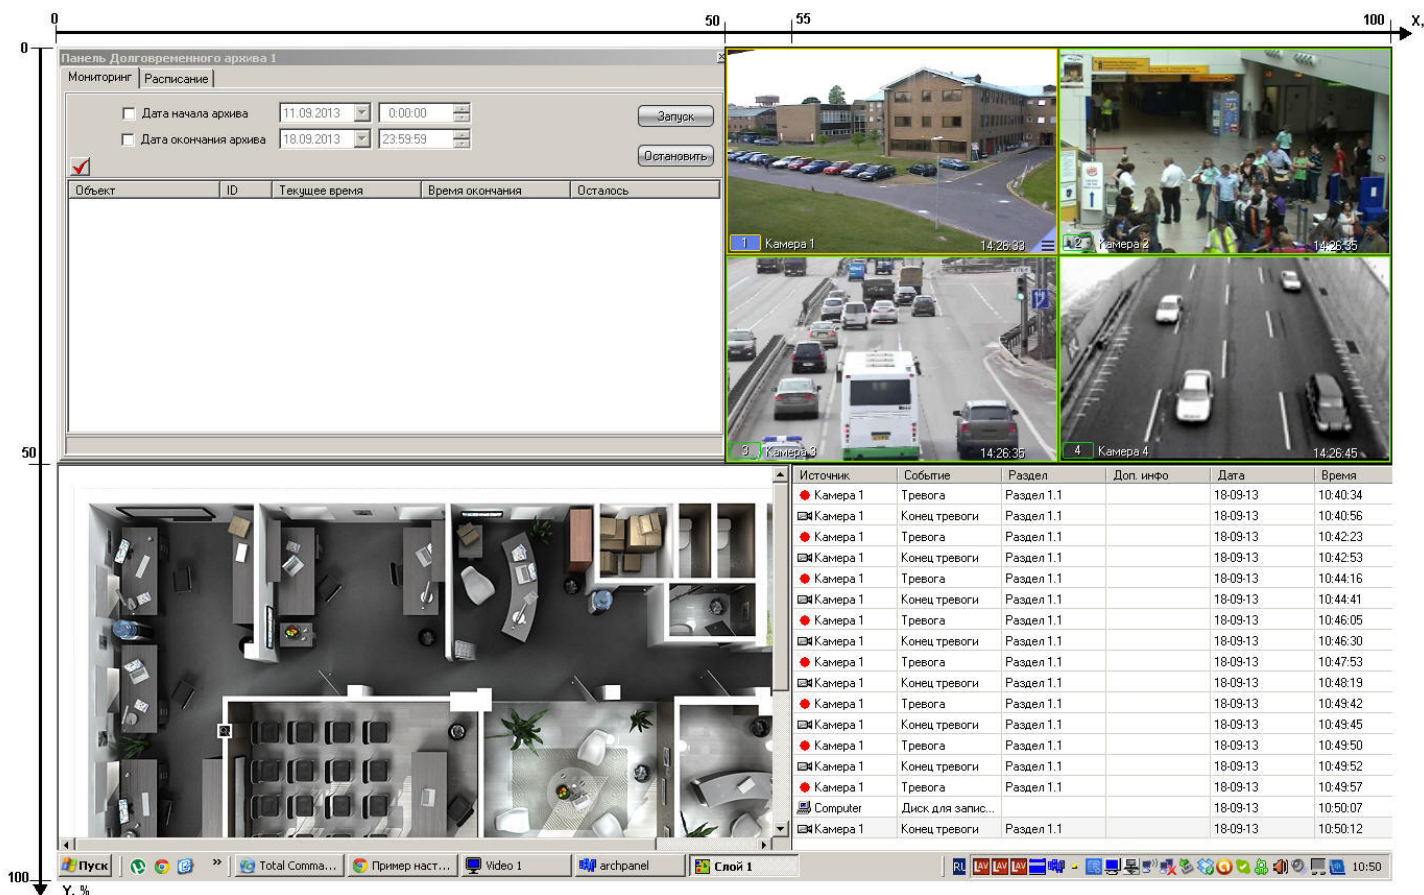 0 50 55 100 X,
0
Панель Долговременного архива 1
Мониторинг Расписание
Дата начала архива 11.09.2013 0:00:00 Запуск
Дата окончания архива 18.09.2013 23:59:59
Остановить
Объект ID Текущее время Время окончания Осталось
1 Камера 1 14:26:33
2 Камера 2 14:26:35
3 Камера 3 14:26:35
4 Камера 4 14:26:45
50
Источник Событие Раздел Доп. инфо Дата Время
Камера 1 Тревога Раздел 1.1 18-09-13 10:40:34
Камера 1 Конец тревоги Раздел 1.1 18-09-13 10:40:56
Камера 1 Тревога Раздел 1.1 18-09-13 10:42:23
Камера 1 Конец тревоги Раздел 1.1 18-09-13 10:42:53
Камера 1 Тревога Раздел 1.1 18-09-13 10:44:16
Камера 1 Конец тревоги Раздел 1.1 18-09-13 10:44:41
Камера 1 Тревога Раздел 1.1 18-09-13 10:46:05
Камера 1 Конец тревоги Раздел 1.1 18-09-13 10:46:30
Камера 1 Тревога Раздел 1.1 18-09-13 10:47:53
Камера 1 Конец тревоги Раздел 1.1 18-09-13 10:48:19
Камера 1 Тревога Раздел 1.1 18-09-13 10:49:42
Камера 1 Конец тревоги Раздел 1.1 18-09-13 10:49:45
Камера 1 Тревога Раздел 1.1 18-09-13 10:49:50
Камера 1 Конец тревоги Раздел 1.1 18-09-13 10:49:52
Камера 1 Тревога Раздел 1.1 18-09-13 10:49:57
Computer Диск для запис... 18-09-13 10:50:07
Камера 1 Конец тревоги Раздел 1.1 18-09-13 10:50:12
Пуск » Total Comma... Пример наст... Video 1 archpanel Слой 1 RL LAV LAV LAV 10:50
100
Y, %